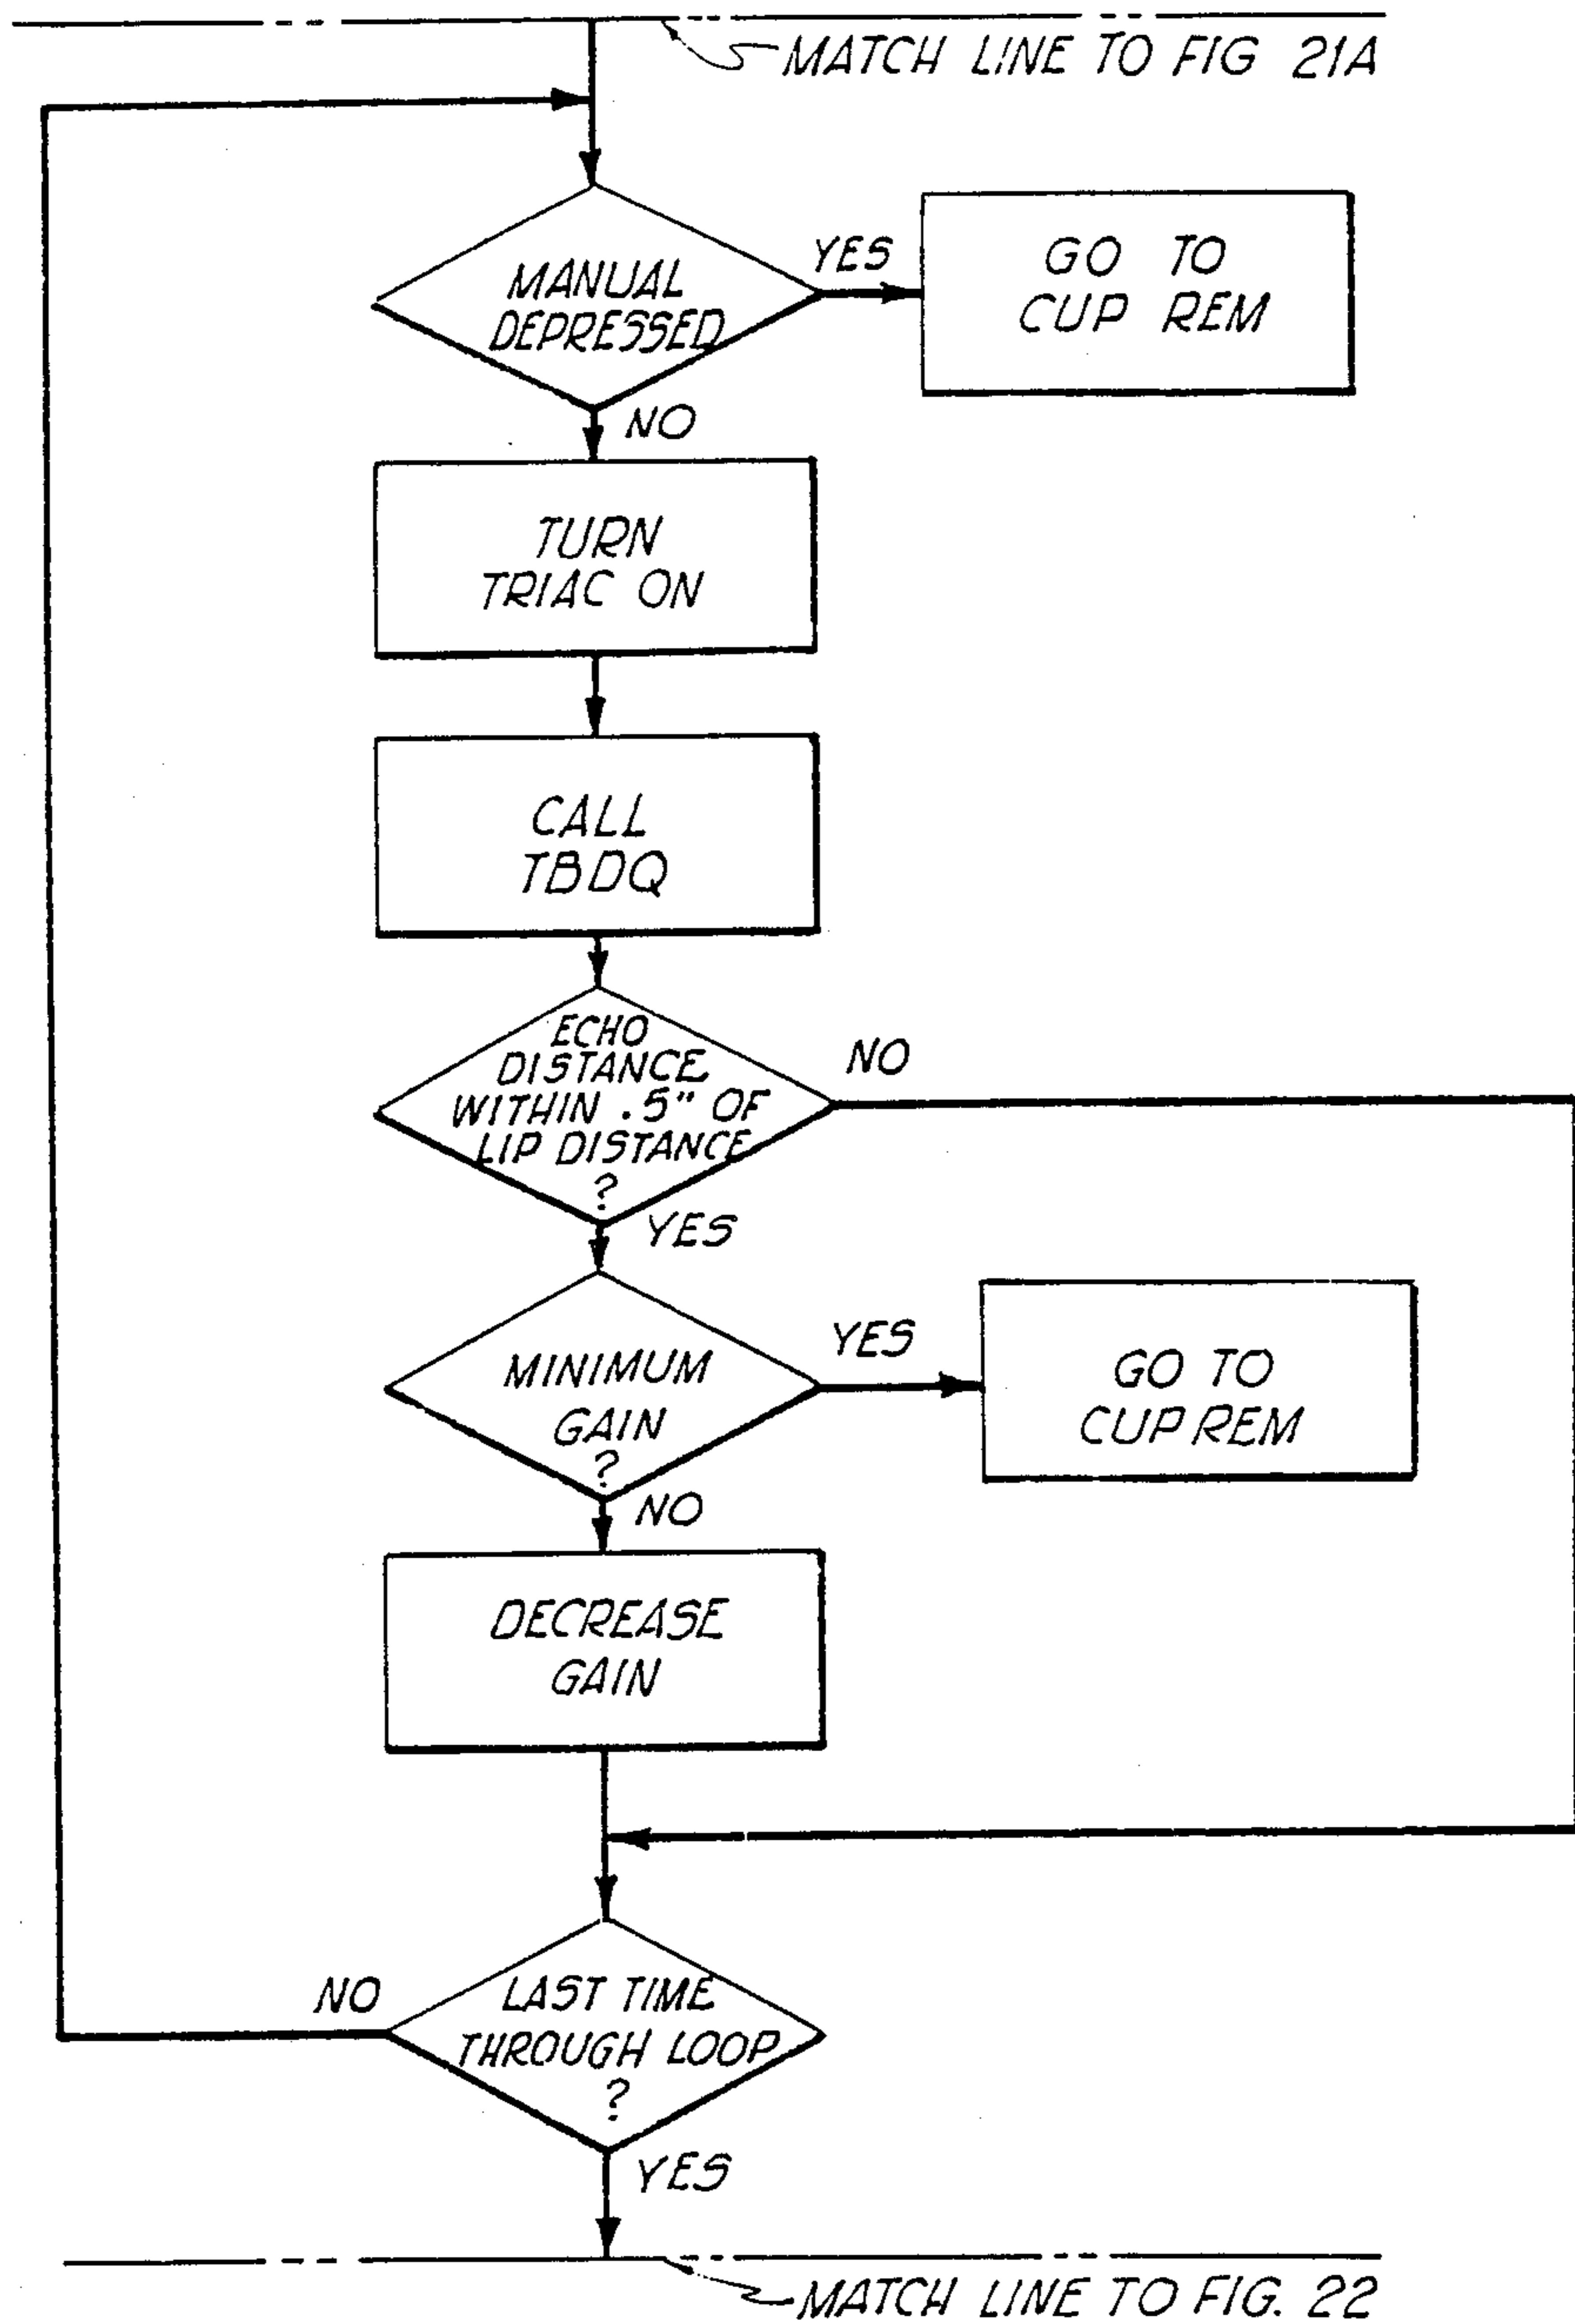 MATCH LINE TO FIG 21A
MANUAL
DEPRESSED
YES
GO TO
CUP REM
NO
TURN
TRIAC ON
CALL
TBDQ
ECHO
DISTANCE
WITHIN .5" OF
LIP DISTANCE
?
NO
YES
MINIMUM
GAIN
?
YES
GO TO
CUP REM
NO
DECREASE
GAIN
LAST TIME
THROUGH LOOP
?
NO
YES
MATCH LINE TO FIG. 22